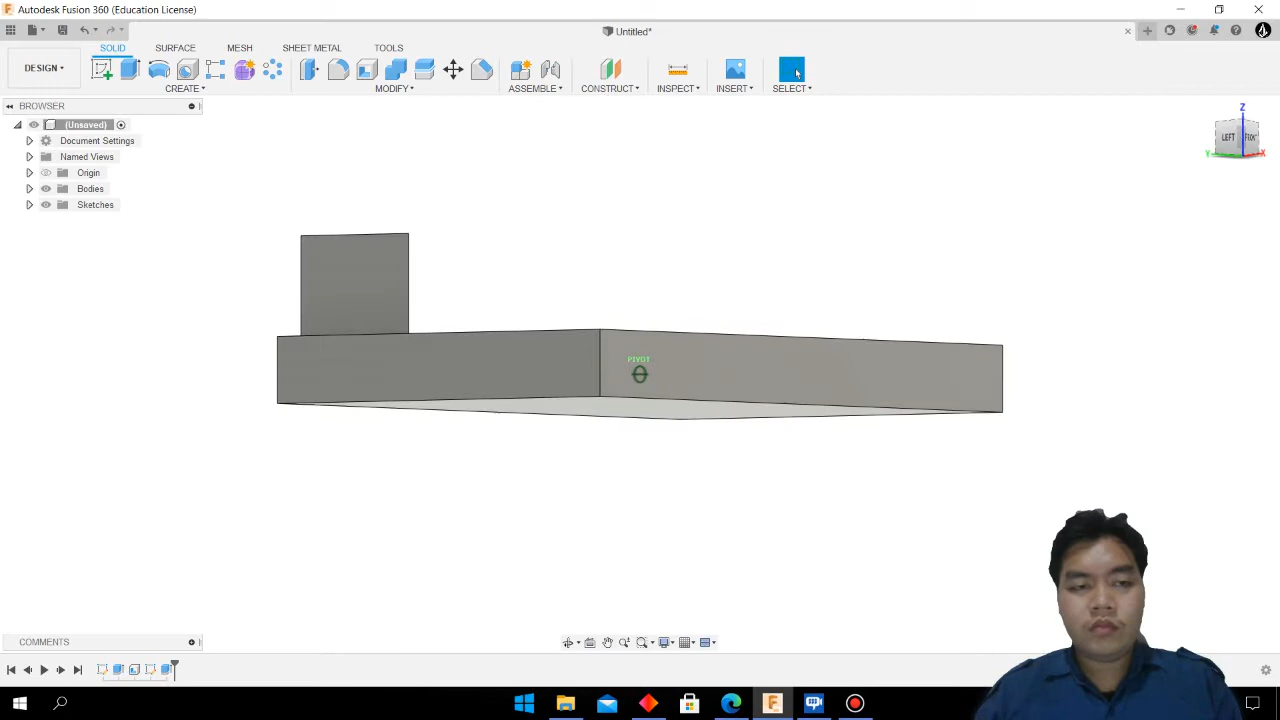 Autodesk Fusion 360 (Education License)
Untitled*
DESIGN
SOLID SURFACE MESH SHEET METAL TOOLS
CREATE MODIFY ASSEMBLE CONSTRUCT INSPECT INSERT SELECT
BROWSER
(Unsaved)
Document Settings
Named Views
Origin
Bodies
Sketches
Z
LEFT
Y
X
PIVOT
COMMENTS